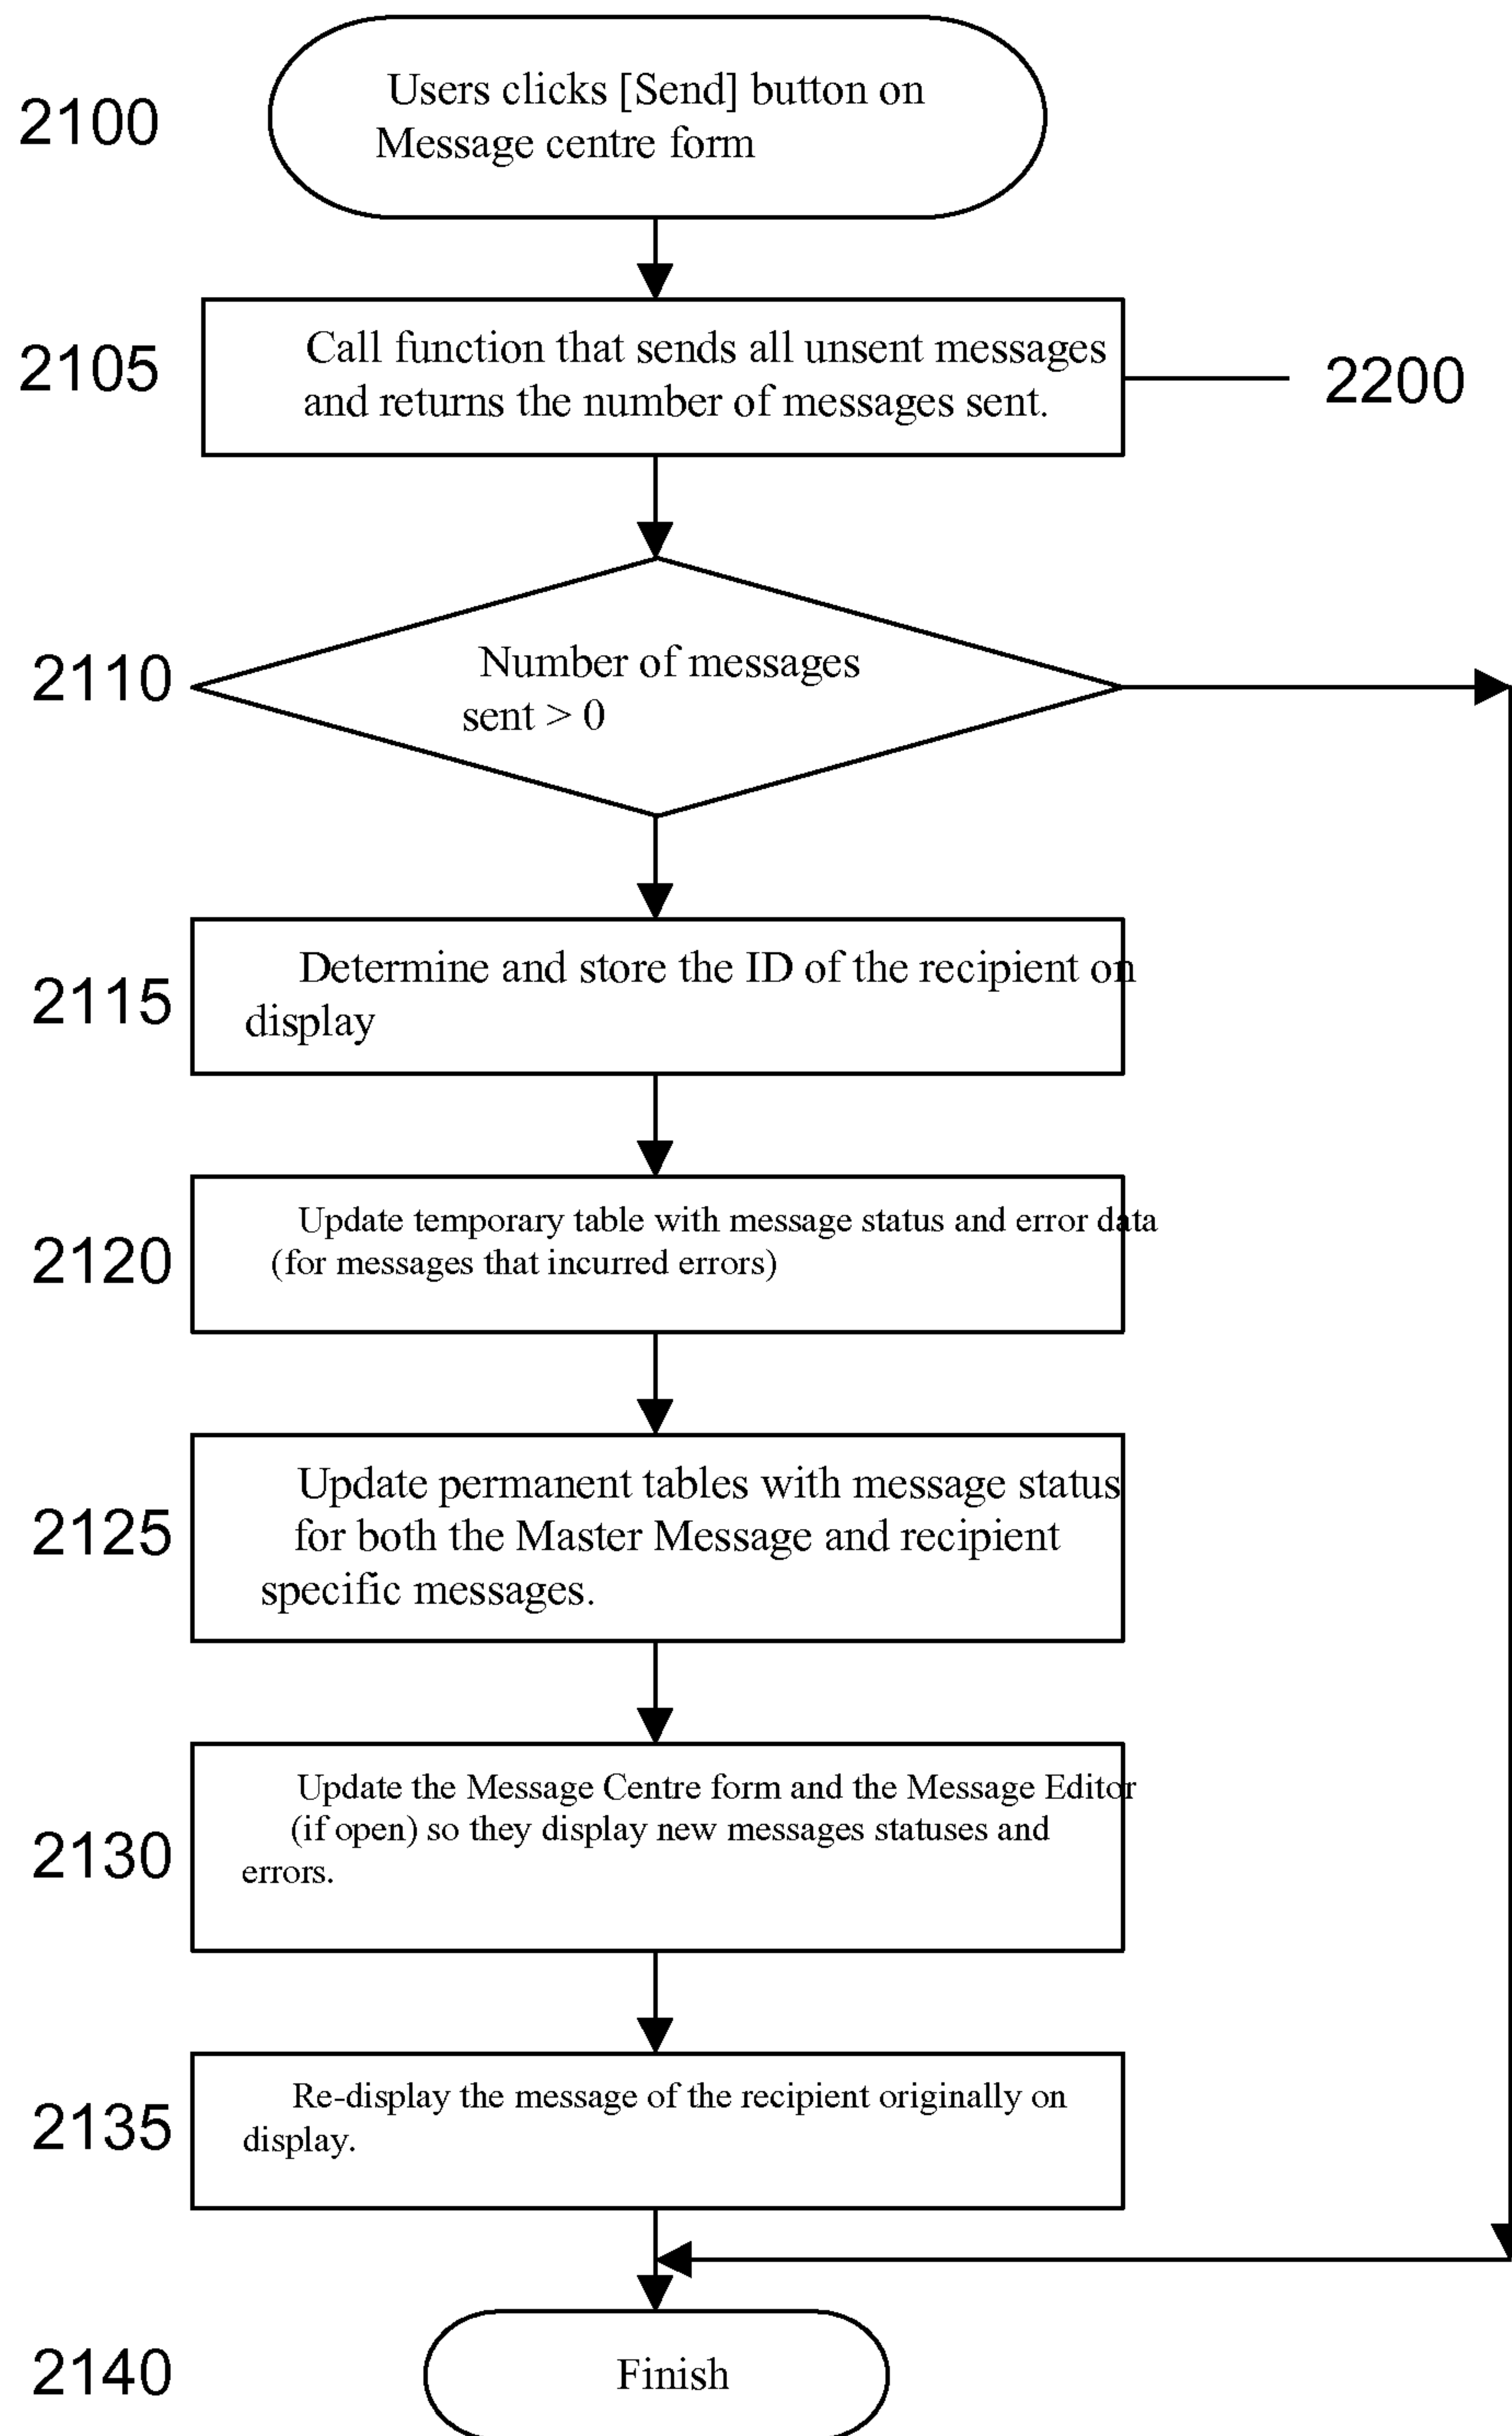 2100
Users clicks [Send] button on
Message centre form
2105
Call function that sends all unsent messages
and returns the number of messages sent.
2200
2110
Number of messages
sent > 0
2115
Determine and store the ID of the recipient on
display
2120
Update temporary table with message status and error data
(for messages that incurred errors)
2125
Update permanent tables with message status
for both the Master Message and recipient
specific messages.
2130
Update the Message Centre form and the Message Editor
(if open) so they display new messages statuses and
errors.
2135
Re-display the message of the recipient originally on
display.
2140
Finish